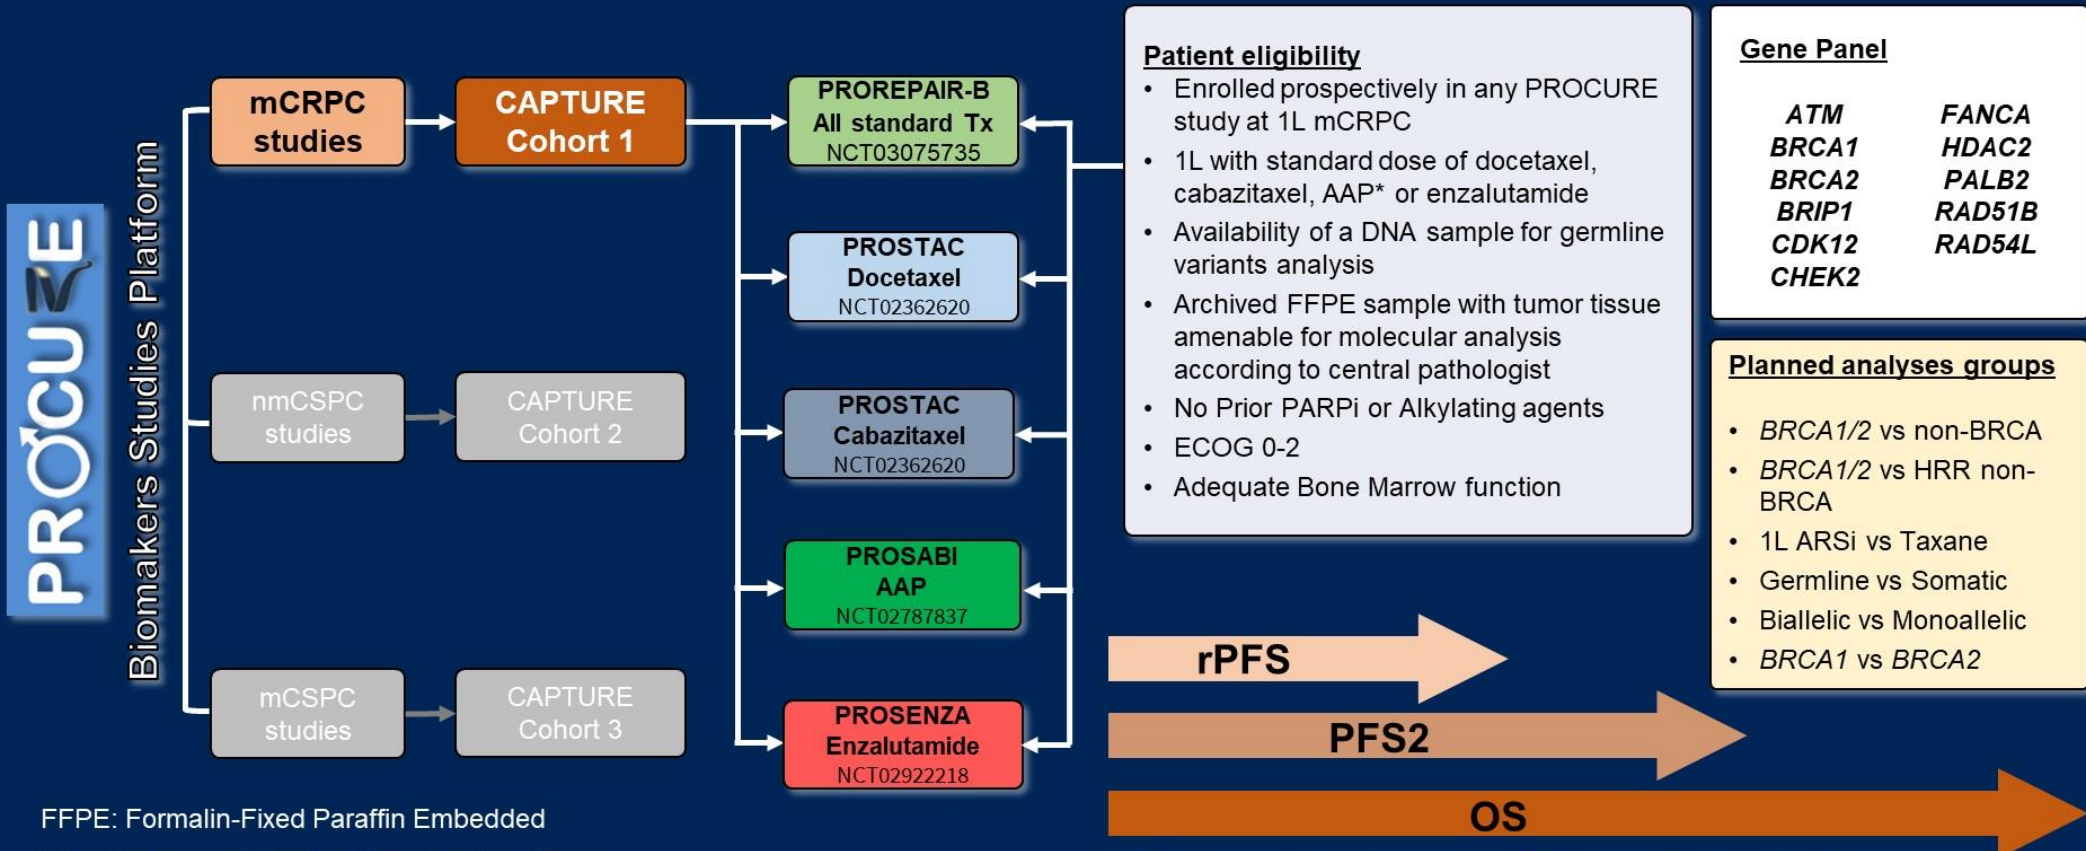 PROCURE
Biomakers Studies Platform
mCRPC
studies
CAPTURE
Cohort 1
nmCSPC
studies
CAPTURE
Cohort 2
mCSPC
studies
CAPTURE
Cohort 3
PROREPAIR-B
All standard Tx
NCT03075735
PROSTAC
Docetaxel
NCT02362620
PROSTAC
Cabazitaxel
NCT02362620
PROSABI
AAP
NCT02787837
PROSENZA
Enzalutamide
NCT02922218
Patient eligibility
• Enrolled prospectively in any PROCURE
study at 1L mCRPC
• 1L with standard dose of docetaxel,
cabazitaxel, AAP* or enzalutamide
• Availability of a DNA sample for germline
variants analysis
• Archived FFPE sample with tumor tissue
amenable for molecular analysis
according to central pathologist
• No Prior PARPi or Alkylating agents
• ECOG 0-2
• Adequate Bone Marrow function
Gene Panel
ATM FANCA
BRCA1 HDAC2
BRCA2 PALB2
BRIP1 RAD51B
CDK12 RAD54L
CHEK2
Planned analyses groups
• BRCA1/2 vs non-BRCA
• BRCA1/2 vs HRR non-
BRCA
• 1L ARSi vs Taxane
• Germline vs Somatic
• Biallelic vs Monoallelic
• BRCA1 vs BRCA2
rPFS
PFS2
OS
FFPE: Formalin-Fixed Paraffin Embedded